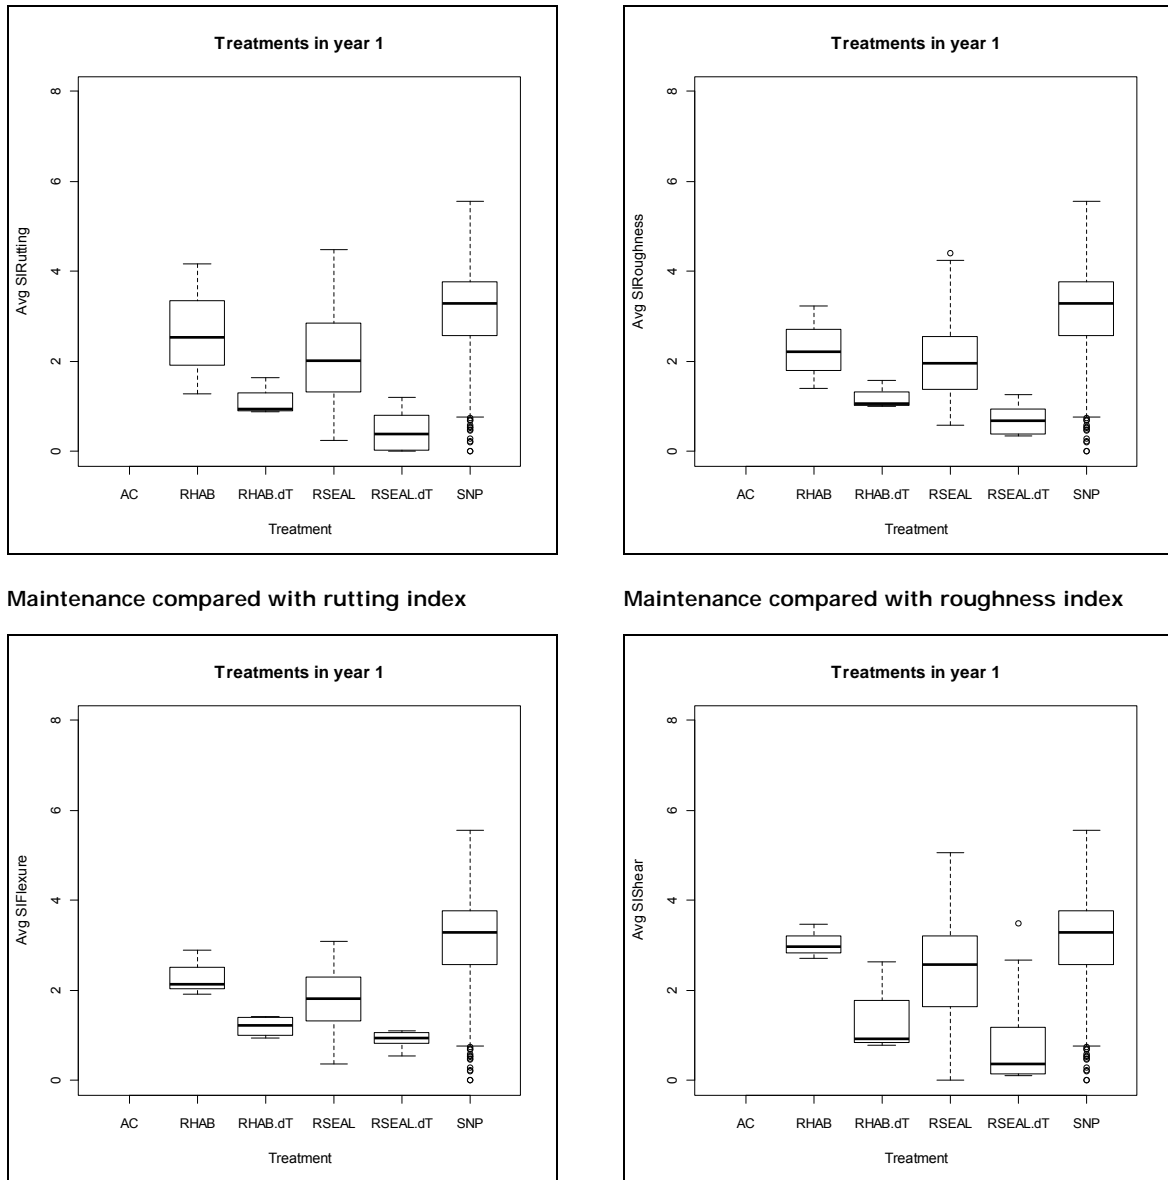 Treatments in year 1
8
6
4
2
0
Avg SIRutting
AC RHAB RHAB.dT RSEAL RSEAL.dT SNP
Treatment
Treatments in year 1
8
6
4
2
0
Avg SIRoughness
AC RHAB RHAB.dT RSEAL RSEAL.dT SNP
Treatment
Maintenance compared with rutting index
Maintenance compared with roughness index
Treatments in year 1
8
6
4
2
0
Avg SIFlexure
AC RHAB RHAB.dT RSEAL RSEAL.dT SNP
Treatment
Treatments in year 1
8
6
4
2
0
Avg SIShear
AC RHAB RHAB.dT RSEAL RSEAL.dT SNP
Treatment